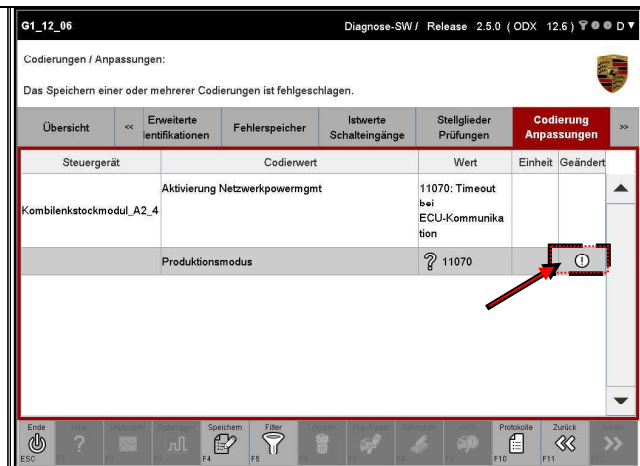 G1_12_06
Diagnose-SW / Release 2.5.0 ( ODX 12.6 ) D
Codierungen / Anpassungen:
Das Speichern einer oder mehrerer Codierungen ist fehlgeschlagen.
Übersicht << Erweiterte Fehlerspeicher Istwerte Stellglieder Codierung >>
lentifikationen Schalteingänge Prüfungen Anpassungen
Steuergerät Codierwert Wert Einheit Geändert
Kombilenkstockmodul_A2_4 Aktivierung Netzwerkpowermgmt 11070: Timeout
bei
ECU-Kommunika
tion
Produktionsmodus ? 11070
Ende Speichern Filter Protokolle Zurück
ESC F4 F5 F10 F11